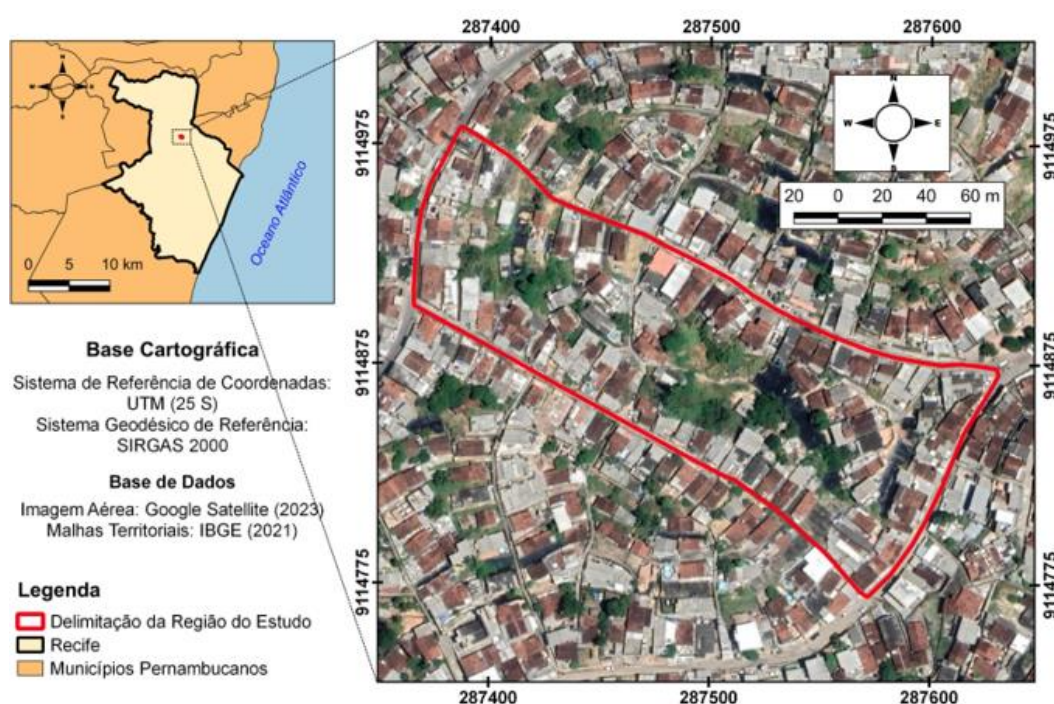 287400 287500 287600
N
W E
S
Oceano Atlântico
0 5 10 km
9114975 9114975
N
W E
N
20 0 20 40 60 m
Base Cartográfica
Sistema de Referência de Coordenadas:
UTM (25 S)
Sistema Geodésico de Referência:
SIRGAS 2000
Base de Dados
Imagem Aérea: Google Satellite (2023)
Malhas Territoriais: IBGE (2021)
9114875 9114875
Legenda
Delimitação da Região do Estudo
Recife
Municípios Pernambucanos
9114775 9114775
287400 287500 287600